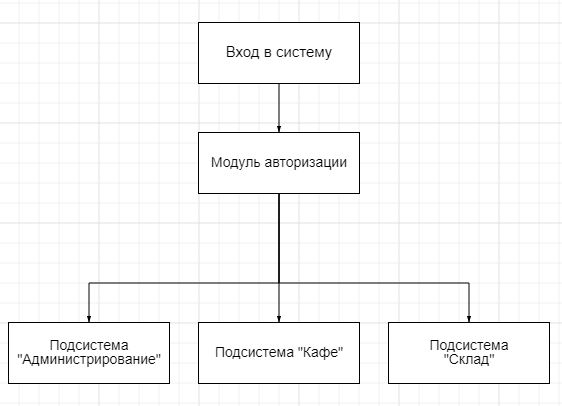 Вход в систему
Модуль авторизации
Подсистема
"Администрирование"
Подсистема "Кафе"
Подсистема
"Склад"